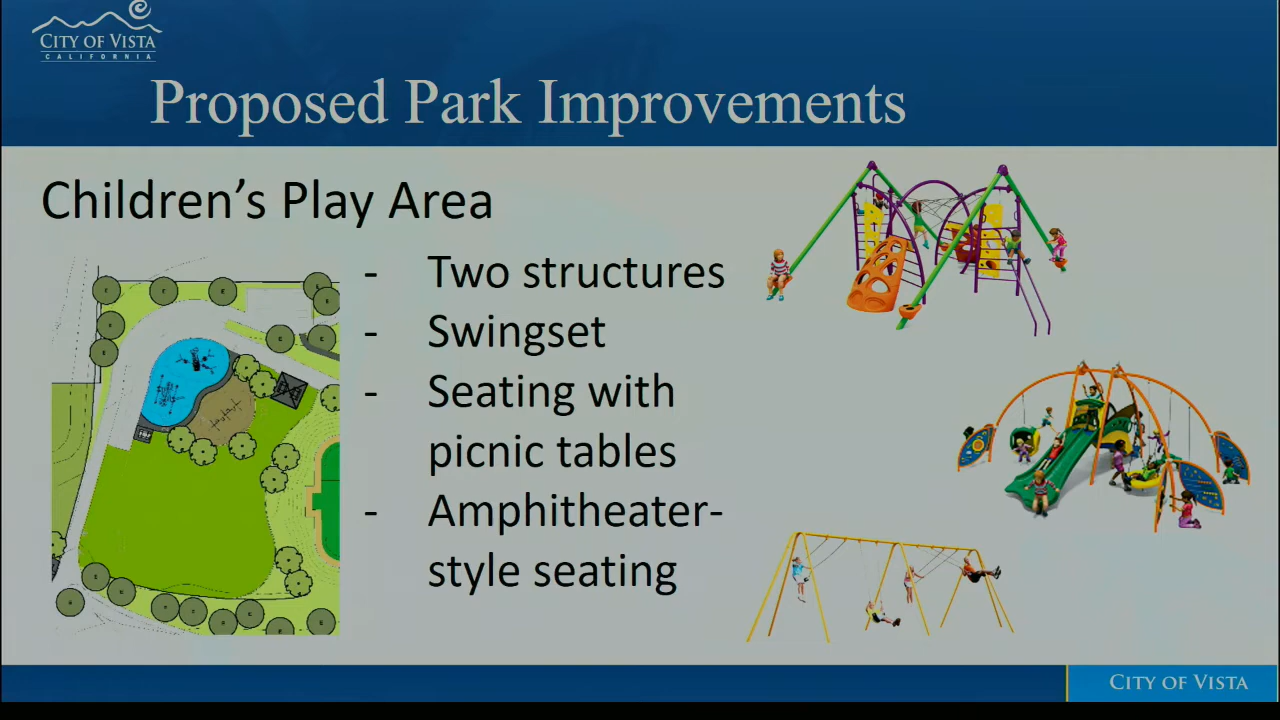 CITY OF VISTA
CALIFORNIA
Proposed Park Improvements
Children's Play Area
- Two structures
- Swingset
- Seating with
picnic tables
- Amphitheater-
style seating
CITY OF VISTA